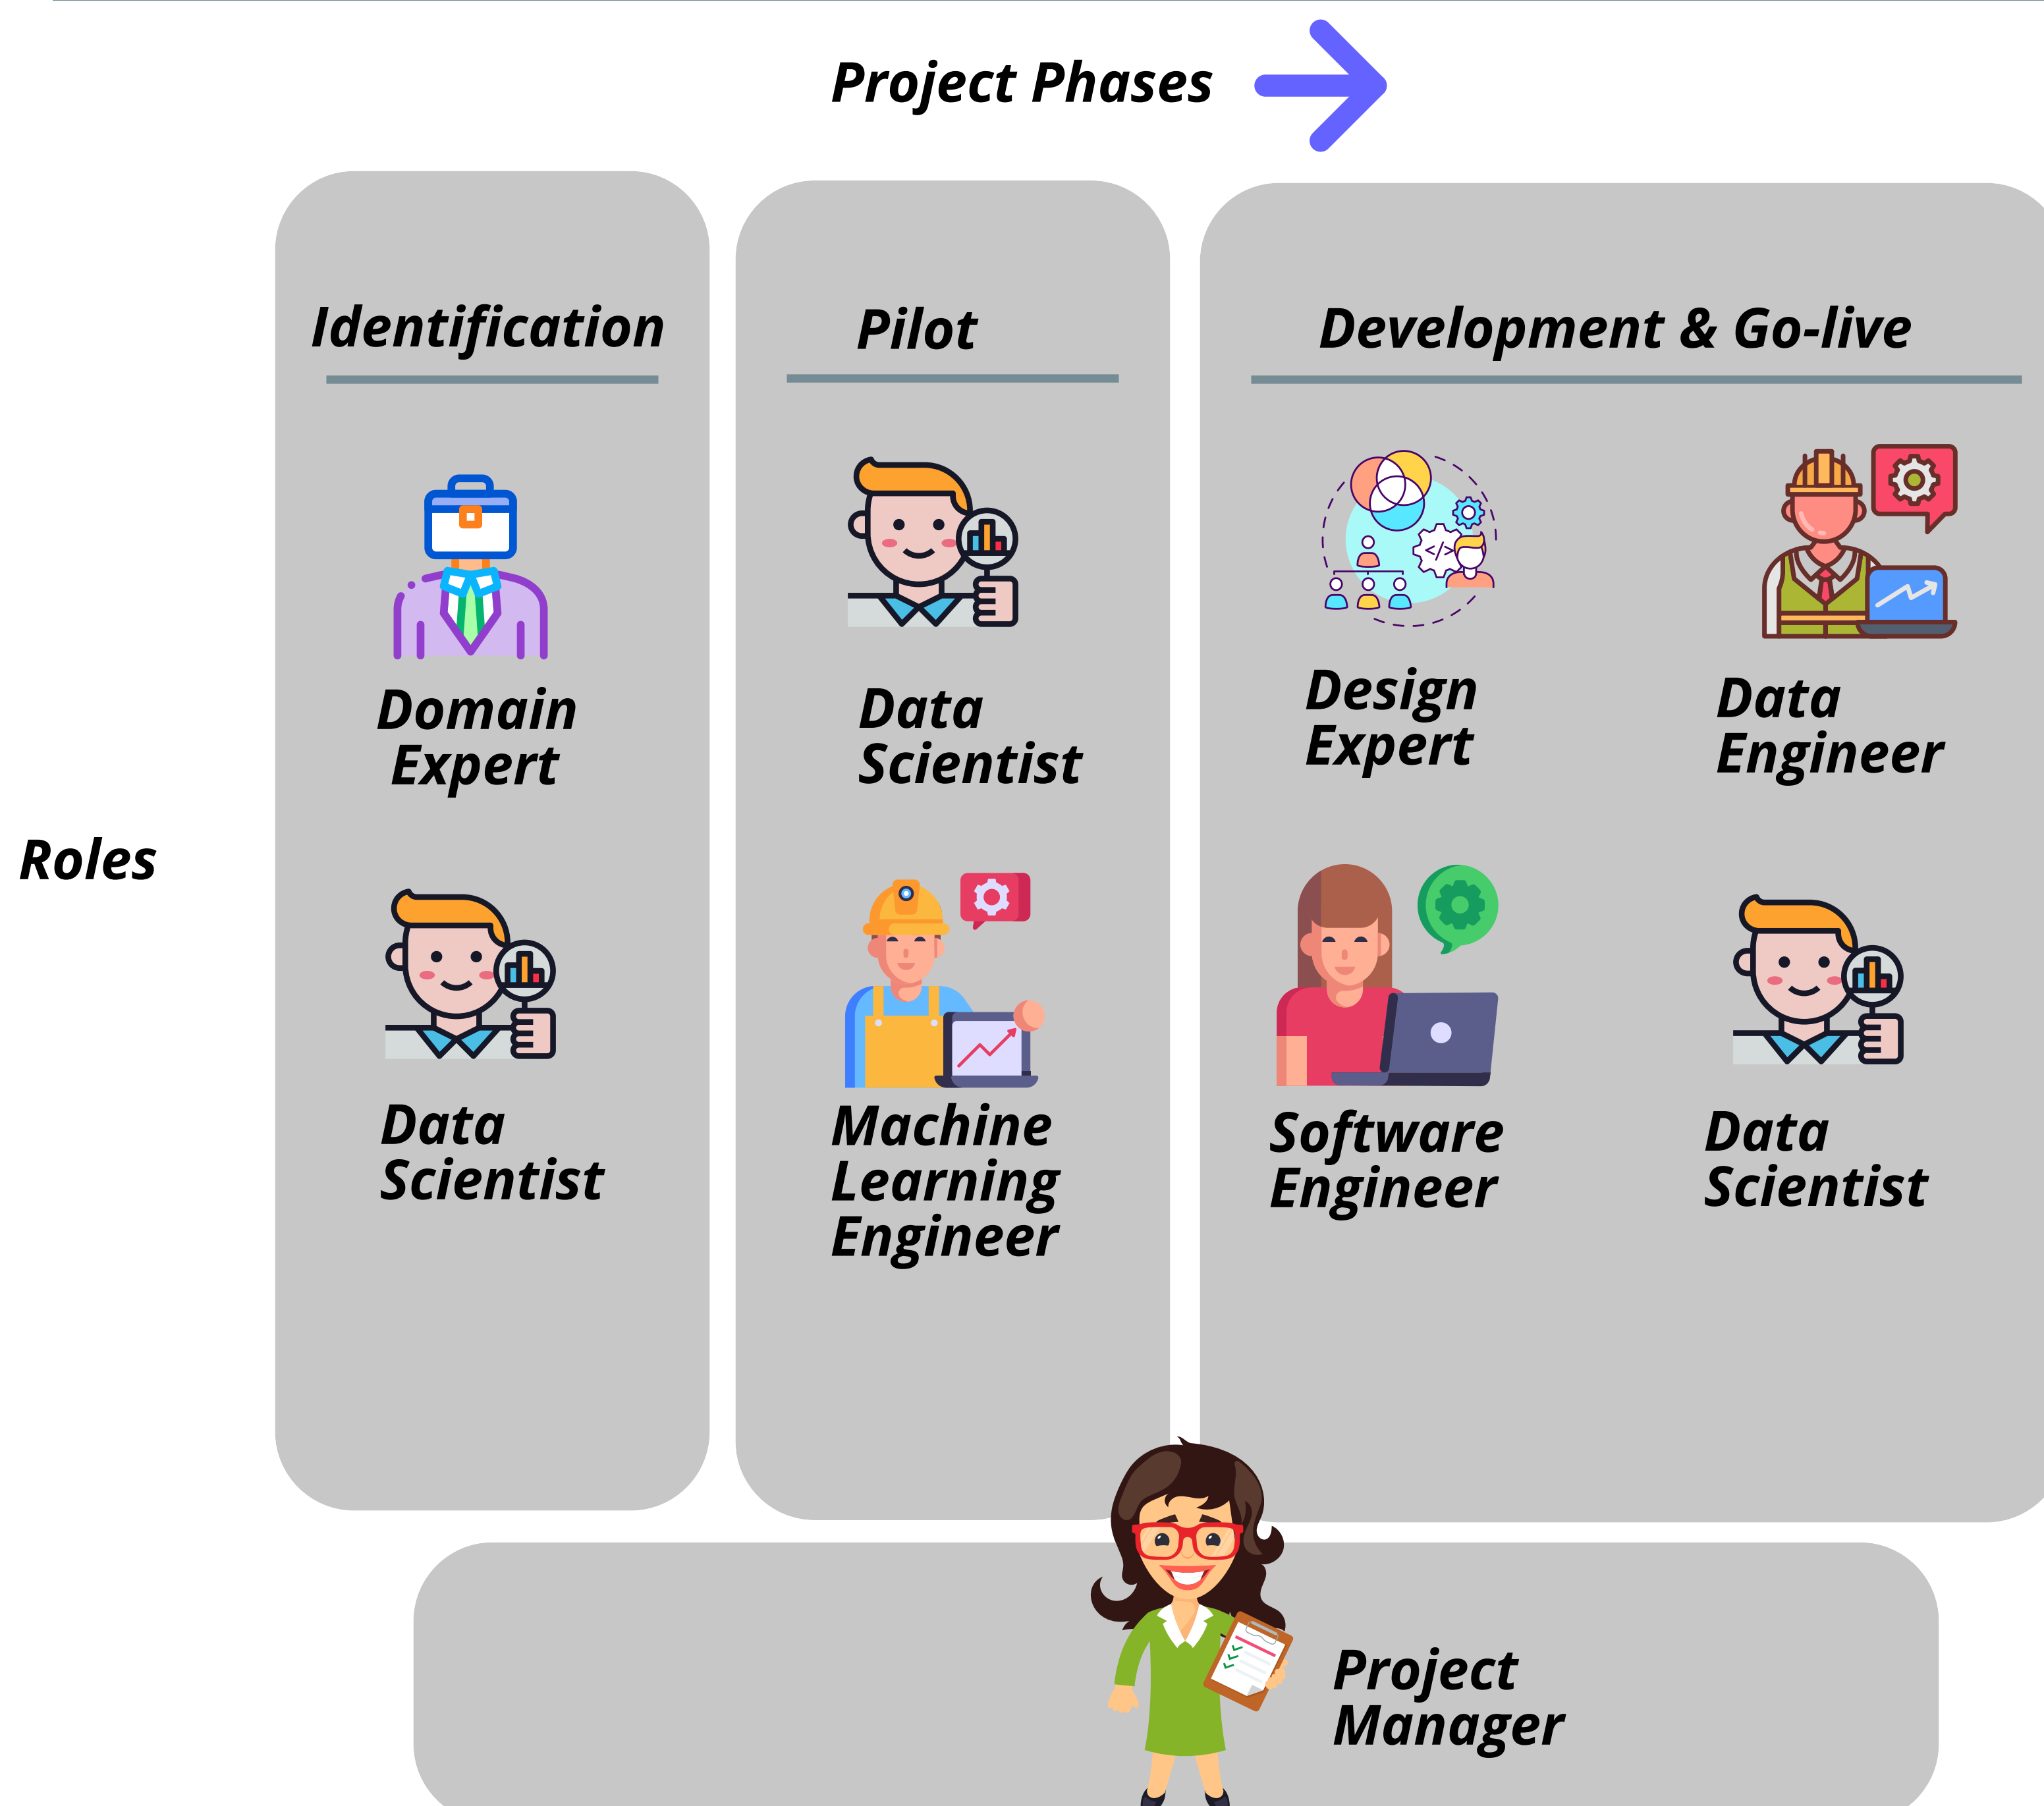 Project Phases
Identification
Domain
Expert
Data
Scientist
Pilot
Data
Scientist
Machine
Learning
Engineer
Development & Go-live
Design
Expert
Data
Engineer
Software
Engineer
Data
Scientist
Roles
Project
Manager